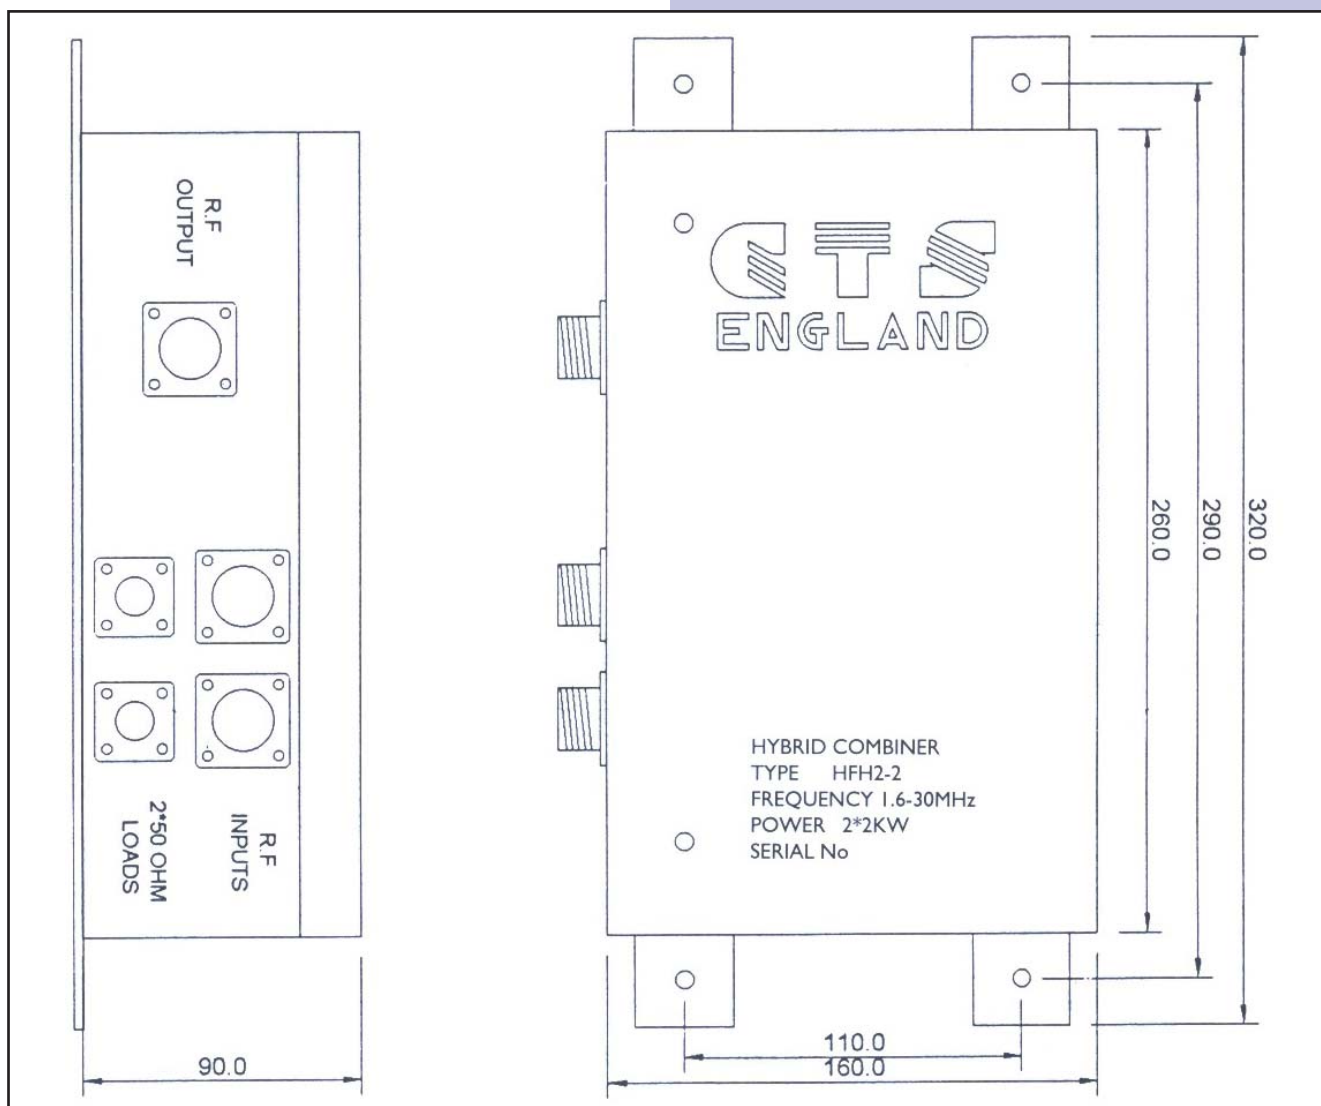 R.F
OUTPUT
2*50 OHM
LOADS
R.F
INPUTS
90.0
CTS
ENGLAND
HYBRID COMBINER
TYPE HFH2-2
FREQUENCY 1.6-30MHz
POWER 2*2KW
SERIAL No
260.0
290.0
320.0
110.0
160.0